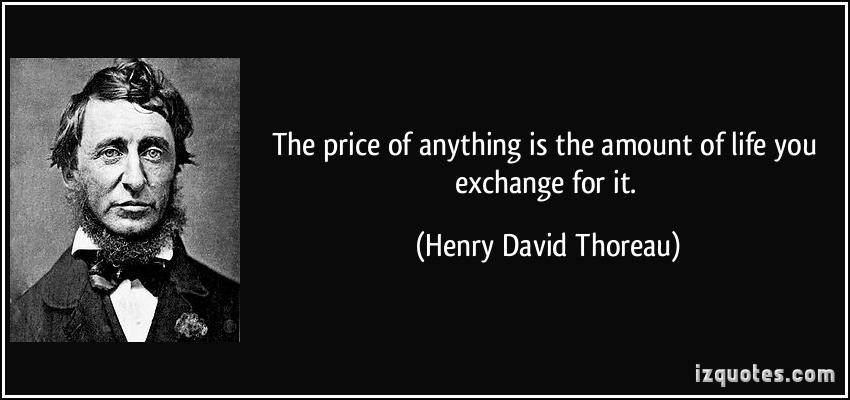 The price of anything is the amount of life you
exchange for it.
(Henry David Thoreau)
izquotes.com